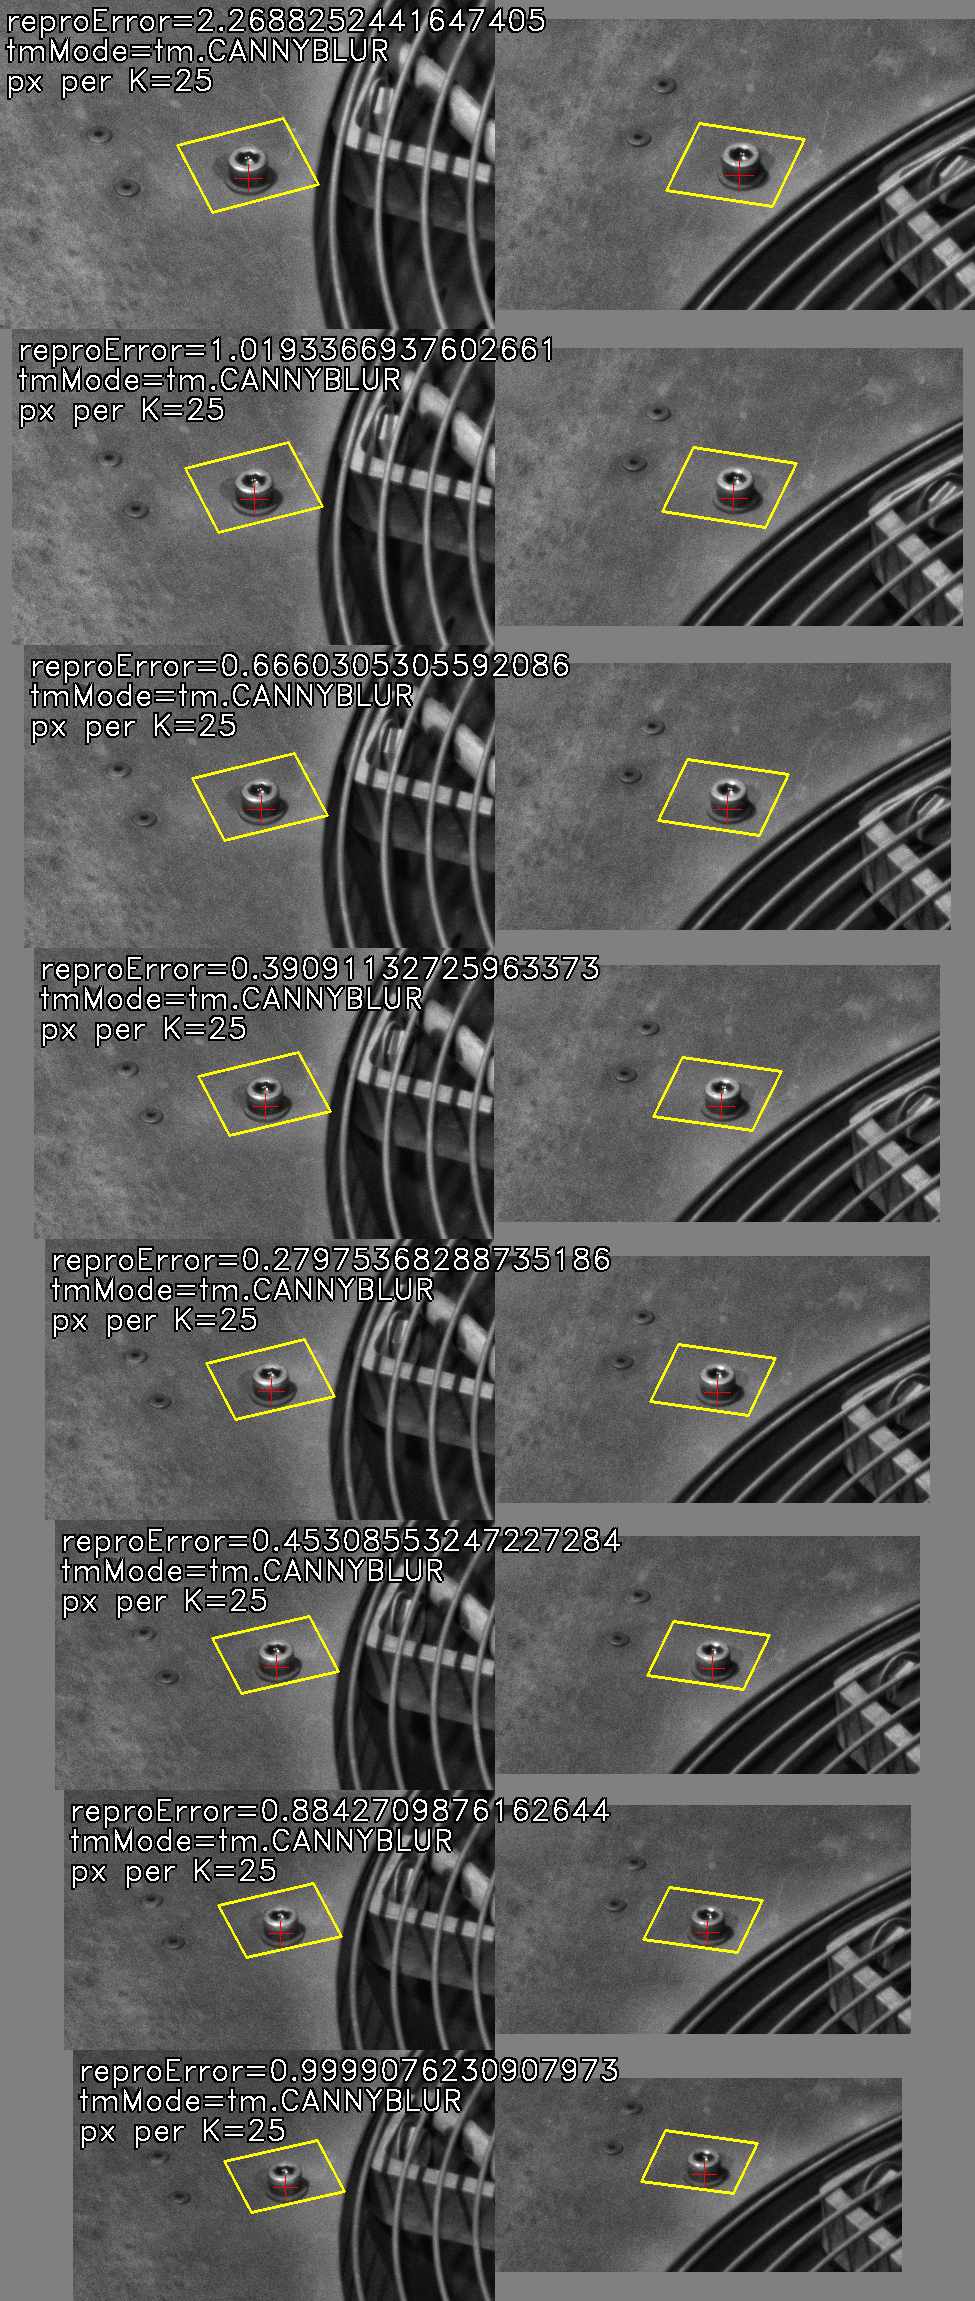 reproError=2.2688252441647405
tmMode=tm.CANNYBLUR
px per K=25
reproError=1.0193366937602661
tmMode=tm.CANNYBLUR
px per K=25
reproError=0.6660305305592086
tmMode=tm.CANNYBLUR
px per K=25
reproError=0.39091132725963373
tmMode=tm.CANNYBLUR
px per K=25
reproError=0.27975368288735186
tmMode=tm.CANNYBLUR
px per K=25
reproError=0.45308553247227284
tmMode=tm.CANNYBLUR
px per K=25
reproError=0.8842709876162644
tmMode=tm.CANNYBLUR
px per K=25
reproError=0.9999076230907973
tmMode=tm.CANNYBLUR
px per K=25